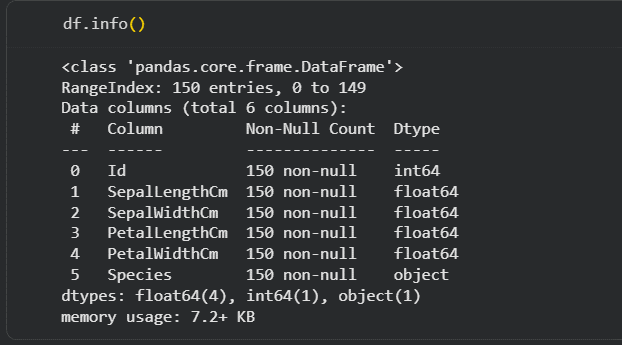 df.info()
<class 'pandas.core.frame.DataFrame'>
RangeIndex: 150 entries, 0 to 149
Data columns (total 6 columns):
 #   Column         Non-Null Count  Dtype
---  ------         --------------  -----
 0   Id             150 non-null    int64
 1   SepalLengthCm  150 non-null    float64
 2   SepalWidthCm   150 non-null    float64
 3   PetalLengthCm  150 non-null    float64
 4   PetalWidthCm   150 non-null    float64
 5   Species        150 non-null    object
dtypes: float64(4), int64(1), object(1)
memory usage: 7.2+ KB